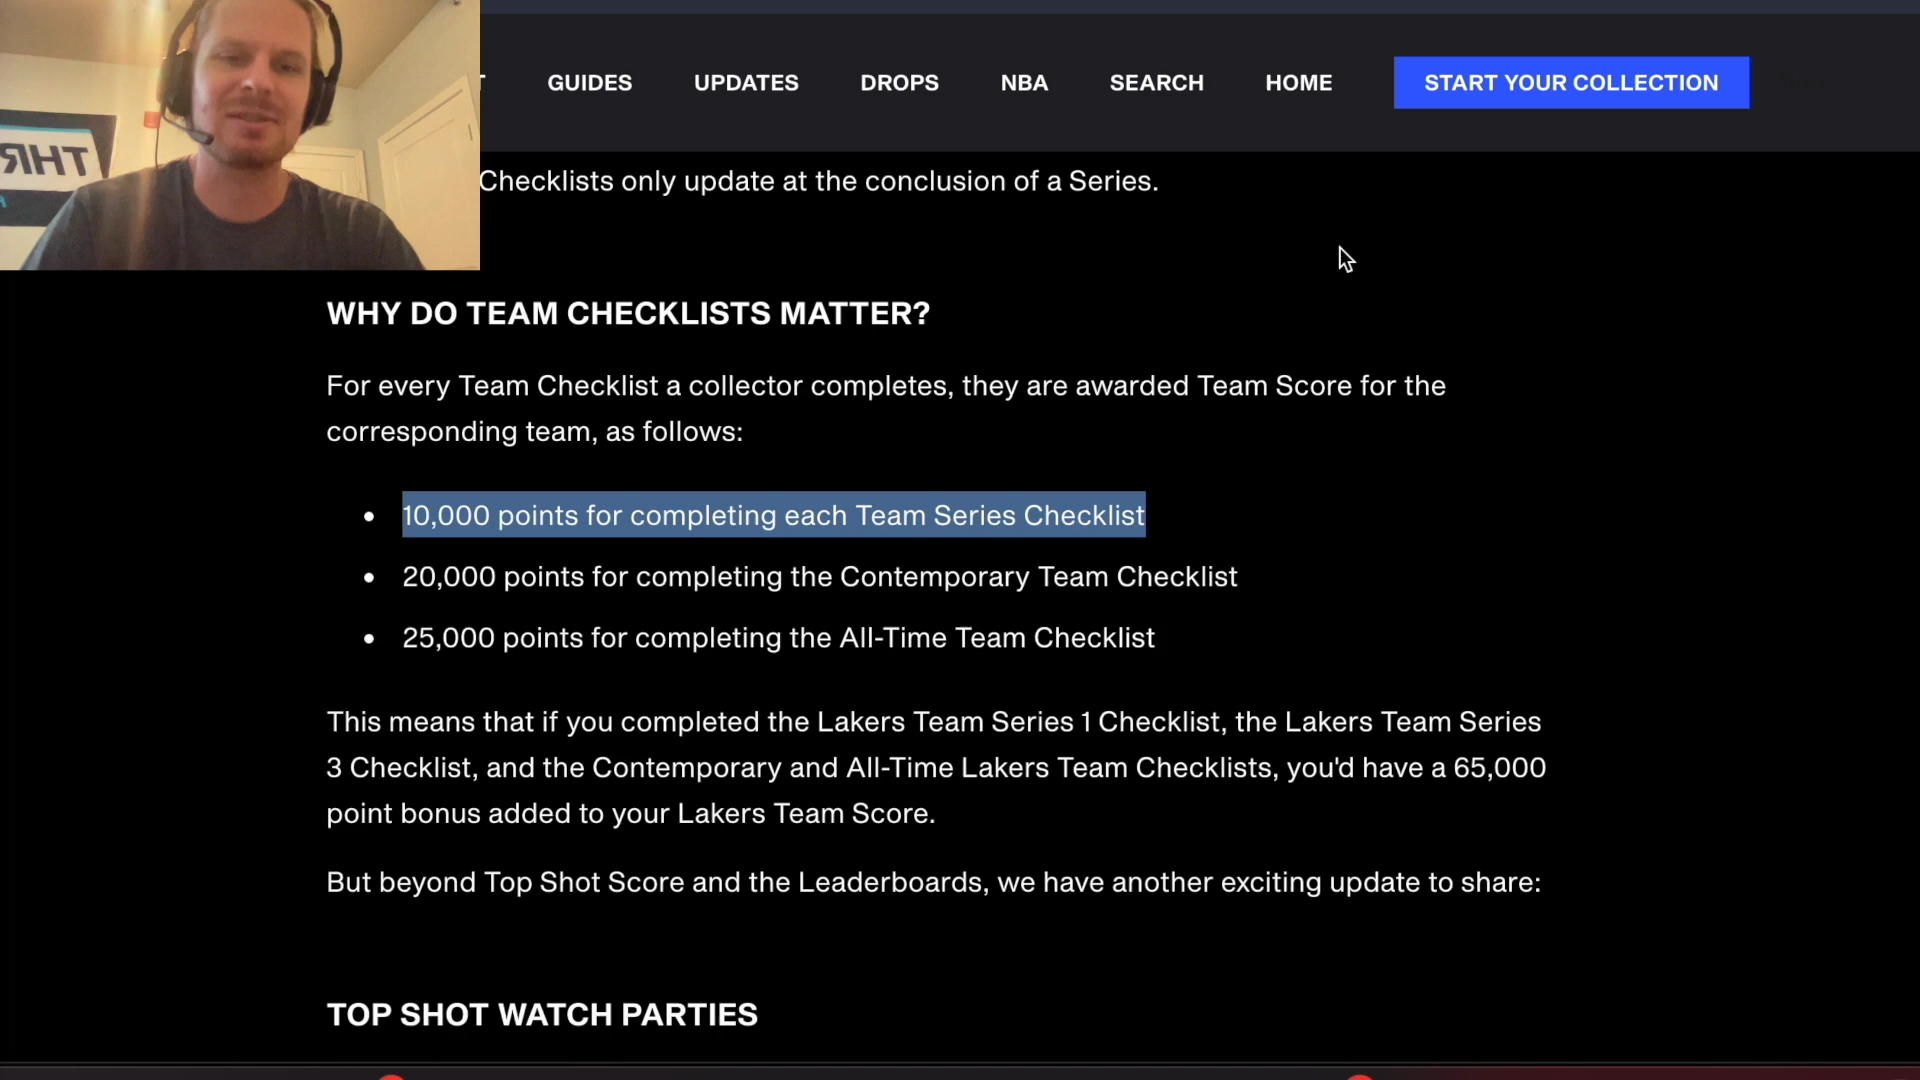 GUIDES UPDATES DROPS NBA SEARCH HOME START YOUR COLLECTION
THR
Checklists only update at the conclusion of a Series.
WHY DO TEAM CHECKLISTS MATTER?
For every Team Checklist a collector completes, they are awarded Team Score for the
corresponding team, as follows:
• 10,000 points for completing each Team Series Checklist
• 20,000 points for completing the Contemporary Team Checklist
• 25,000 points for completing the All-Time Team Checklist
This means that if you completed the Lakers Team Series 1 Checklist, the Lakers Team Series
3 Checklist, and the Contemporary and All-Time Lakers Team Checklists, you'd have a 65,000
point bonus added to your Lakers Team Score.
But beyond Top Shot Score and the Leaderboards, we have another exciting update to share:
TOP SHOT WATCH PARTIES